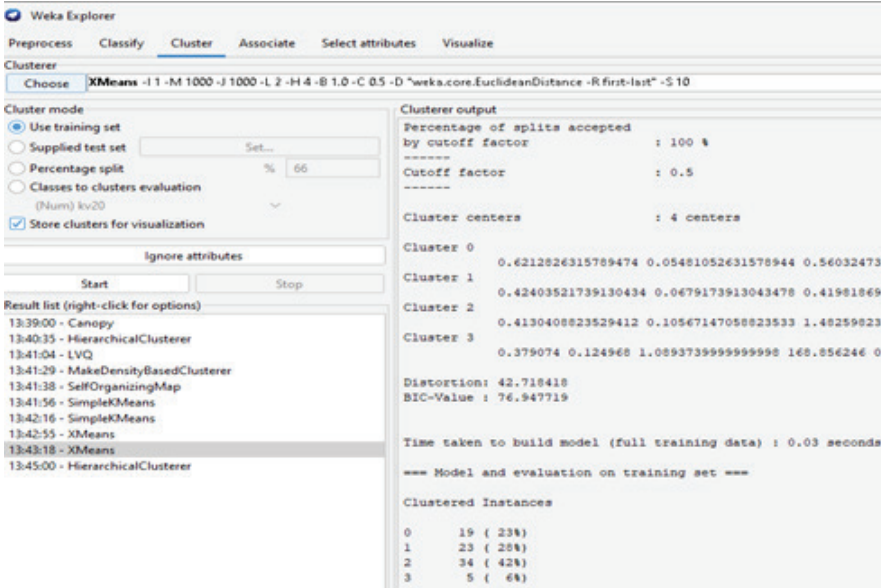 Weka Explorer
Preprocess Classify Cluster Associate Select attributes Visualize
Clusterer
Choose XMeans -I 1 -M 1000 -J 1000 -L 2 -H 4 -B 1.0 -C 0.5 -D "weka.core.EuclideanDistance -R first-last" -S 10
Cluster mode
Use training set
Supplied test set Set...
Percentage split % 66
Classes to clusters evaluation
(Num) kv20
Store clusters for visualization
Ignore attributes
Start Stop
Result list (right-click for options)
13:39:00 - Canopy
13:40:35 - HierarchicalClusterer
13:41:04 - LVQ
13:41:29 - MakeDensityBasedClusterer
13:41:38 - SelfOrganizingMap
13:41:56 - SimpleKMeans
13:42:16 - SimpleKMeans
13:42:55 - XMeans
13:43:18 - XMeans
13:45:00 - HierarchicalClusterer
Clusterer output
Percentage of splits accepted
by cutoff factor : 100 %
------
Cutoff factor : 0.5
------
Cluster centers : 4 centers
Cluster 0
0.6212826315789474 0.05481052631578944 0.56032473
Cluster 1
0.42403521739130434 0.0679173913043478 0.41981869
Cluster 2
0.4130408823529412 0.10567147058823533 1.48259823
Cluster 3
0.379074 0.124968 1.0893739999999998 168.856246 0
Distortion: 42.718418
BIC-Value : 76.947719
Time taken to build model (full training data) : 0.03 seconds
=== Model and evaluation on training set ===
Clustered Instances
0 19 ( 23%)
1 23 ( 28%)
2 34 ( 42%)
3 5 ( 6%)